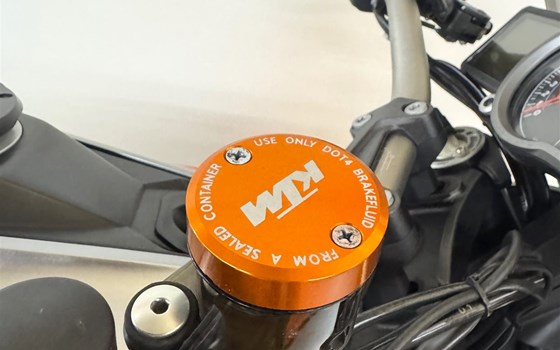 USE ONLY DOT4 BRAKEFLUID
FROM A SEALED CONTAINER
KTM